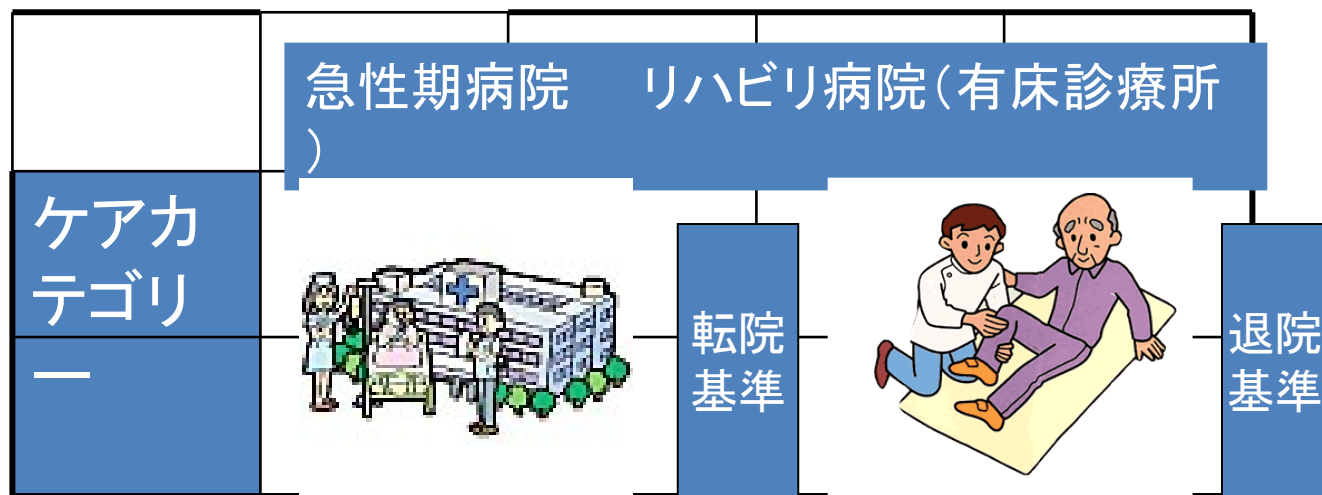 急性期病院　リハビリ病院（有床診療所
）
ケアカ
テゴリ
ー
転院
基準
退院
基準